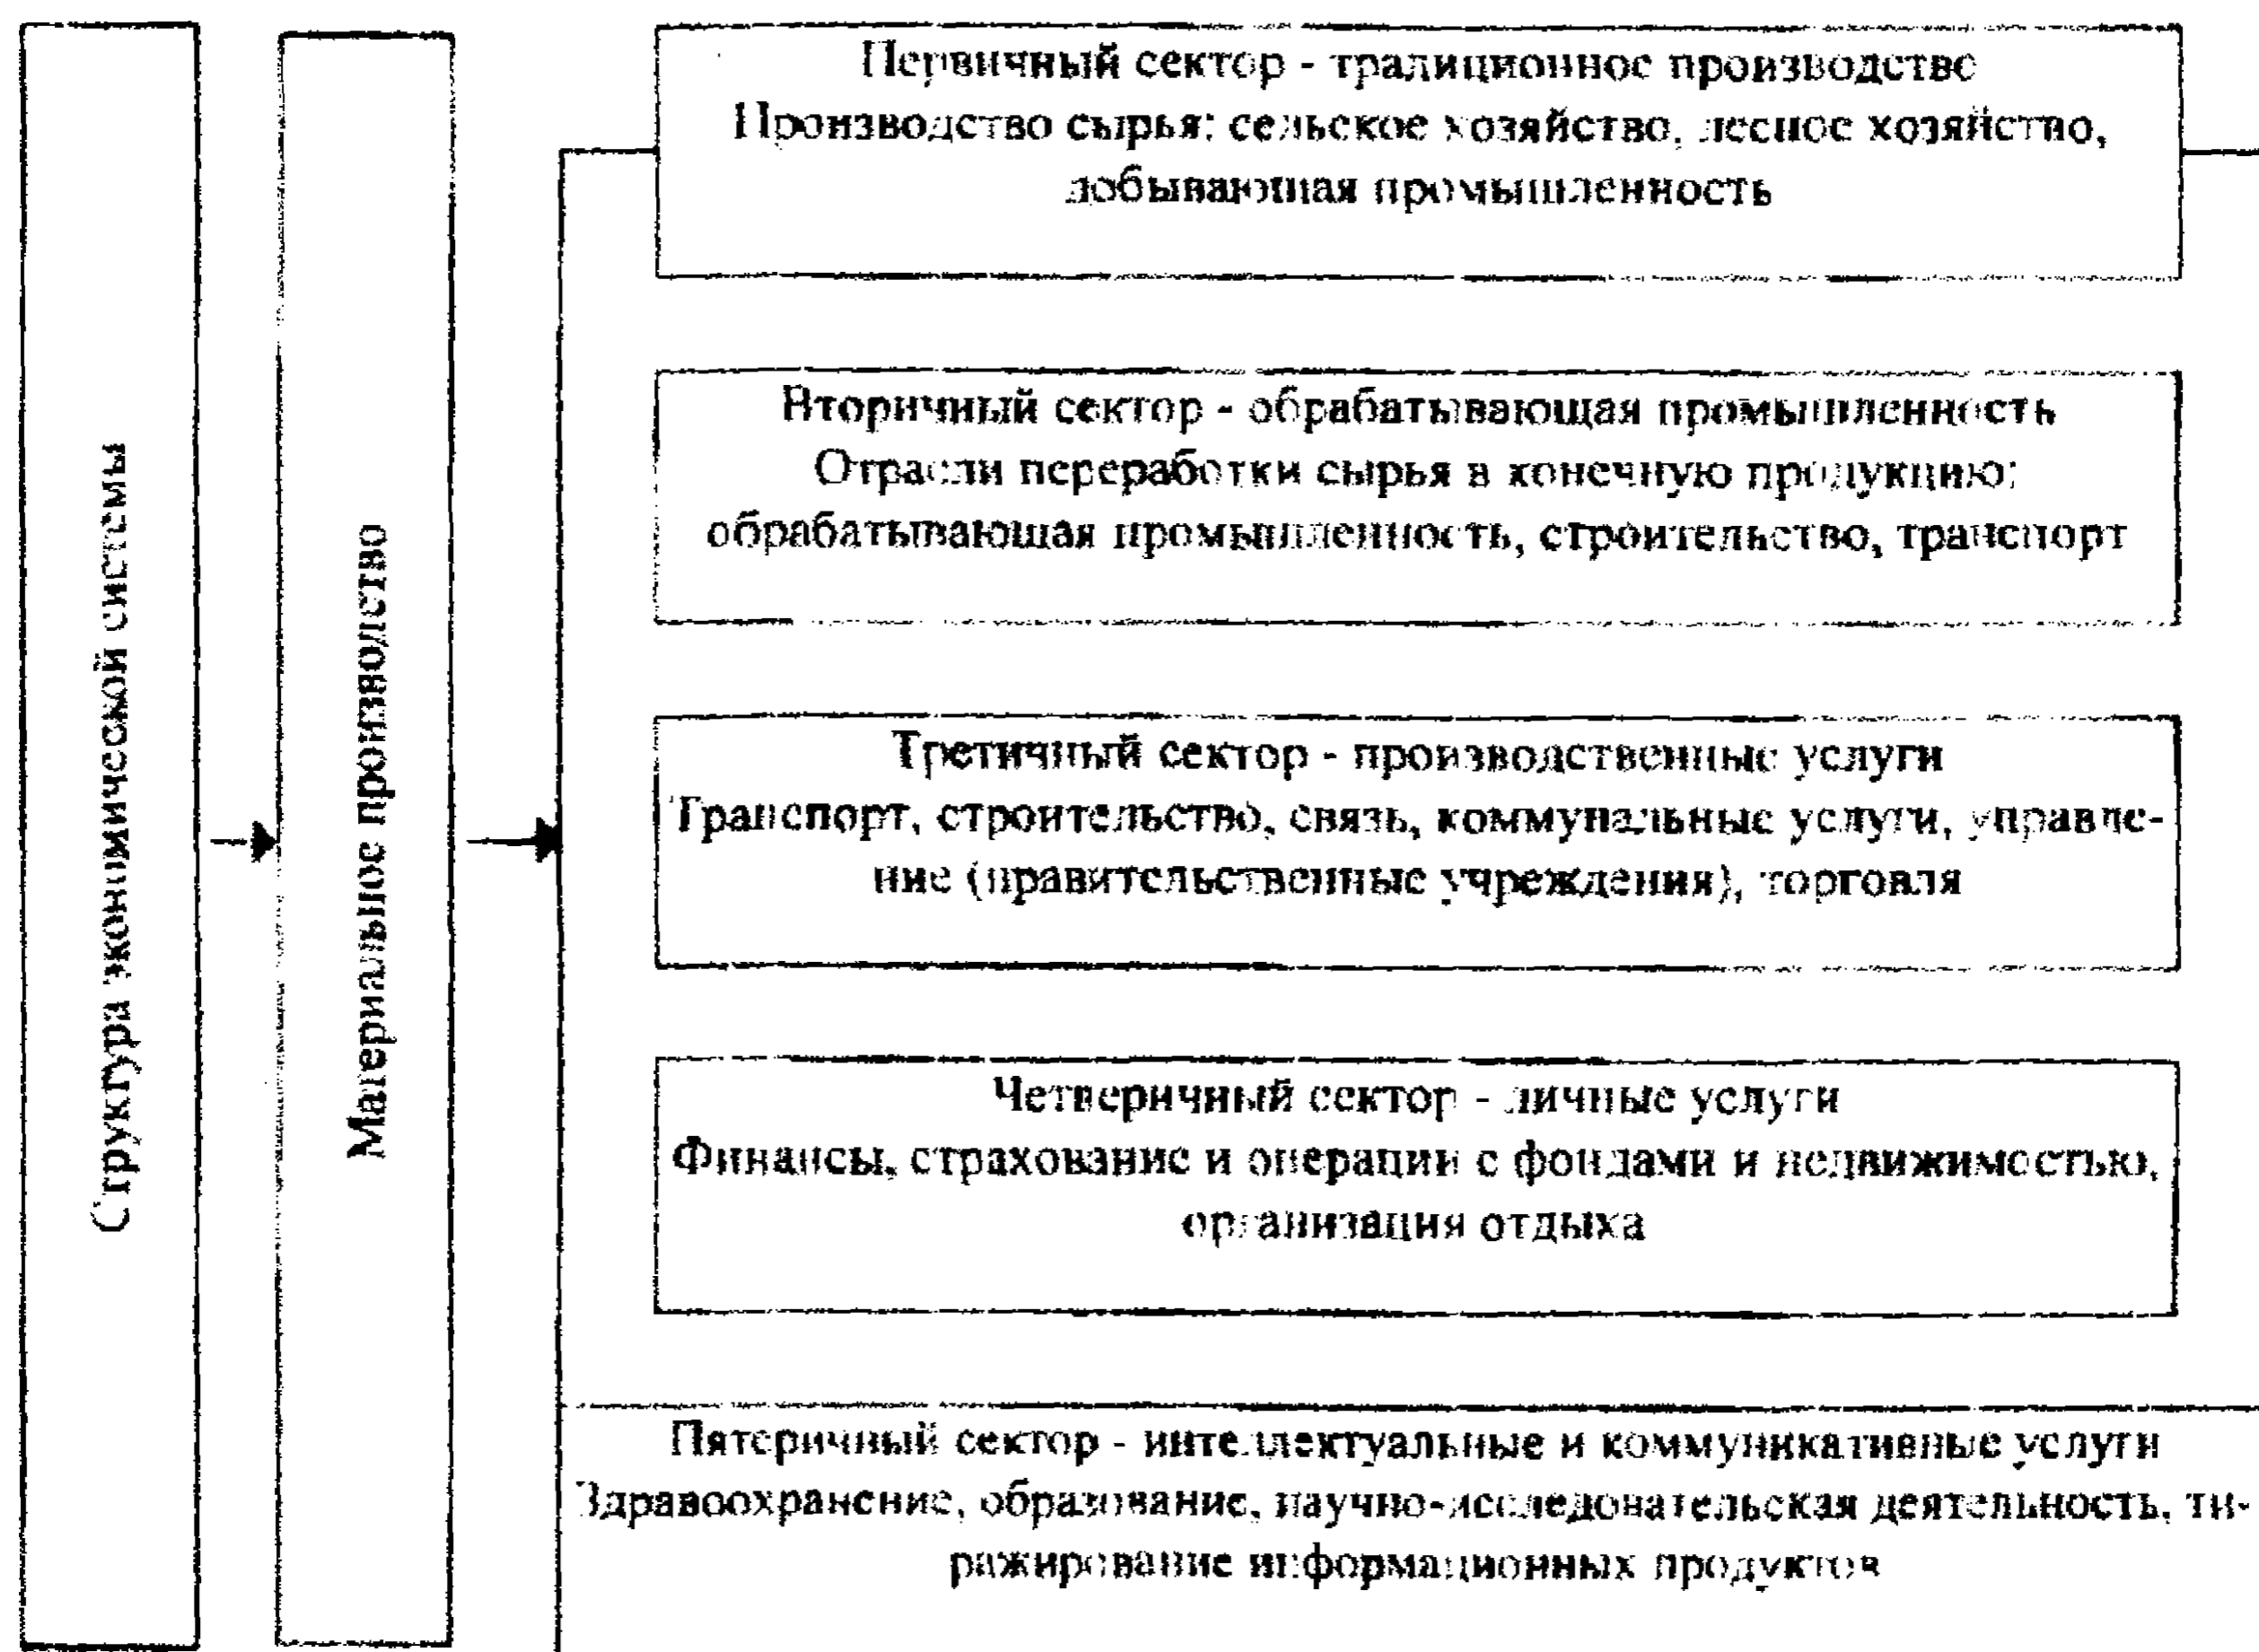 Структура экономической системы
Материальное производство
Первичный сектор - традиционное производство
Производство сырья: сельское хозяйство, лесное хозяйство,
добывающая промышленность
Вторичный сектор - обрабатывающая промышленность
Отрасли переработки сырья в конечную продукцию:
обрабатывающая промышленность, строительство, транспорт
Третичный сектор - производственные услуги
Транспорт, строительство, связь, коммунальные услуги, управле-
ние (правительственные учреждения), торговля
Четверичный сектор - личные услуги
Финансы, страхование и операции с фондами и недвижимостью,
организация отдыха
Пятеричный сектор - интеллектуальные и коммуникативные услуги
Здравоохранение, образование, научно-исследовательская деятельность, ти-
ражирование информационных продуктов